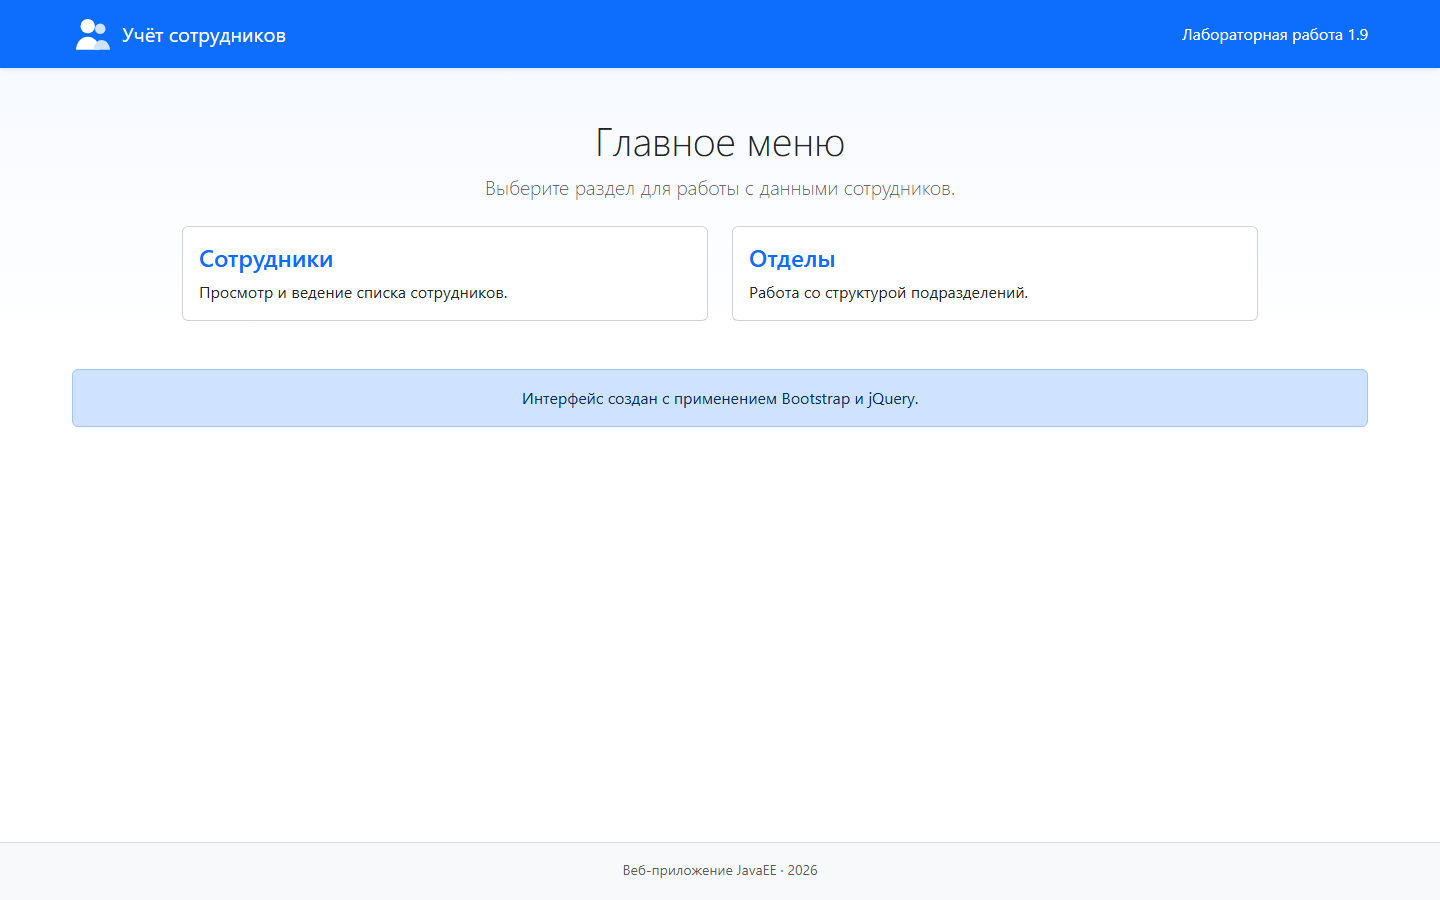 Учёт сотрудников
Лабораторная работа 1.9
Главное меню
Выберите раздел для работы с данными сотрудников.
Сотрудники
Просмотр и ведение списка сотрудников.
Отделы
Работа со структурой подразделений.
Интерфейс создан с применением Bootstrap и jQuery.
Веб-приложение JavaEE · 2026